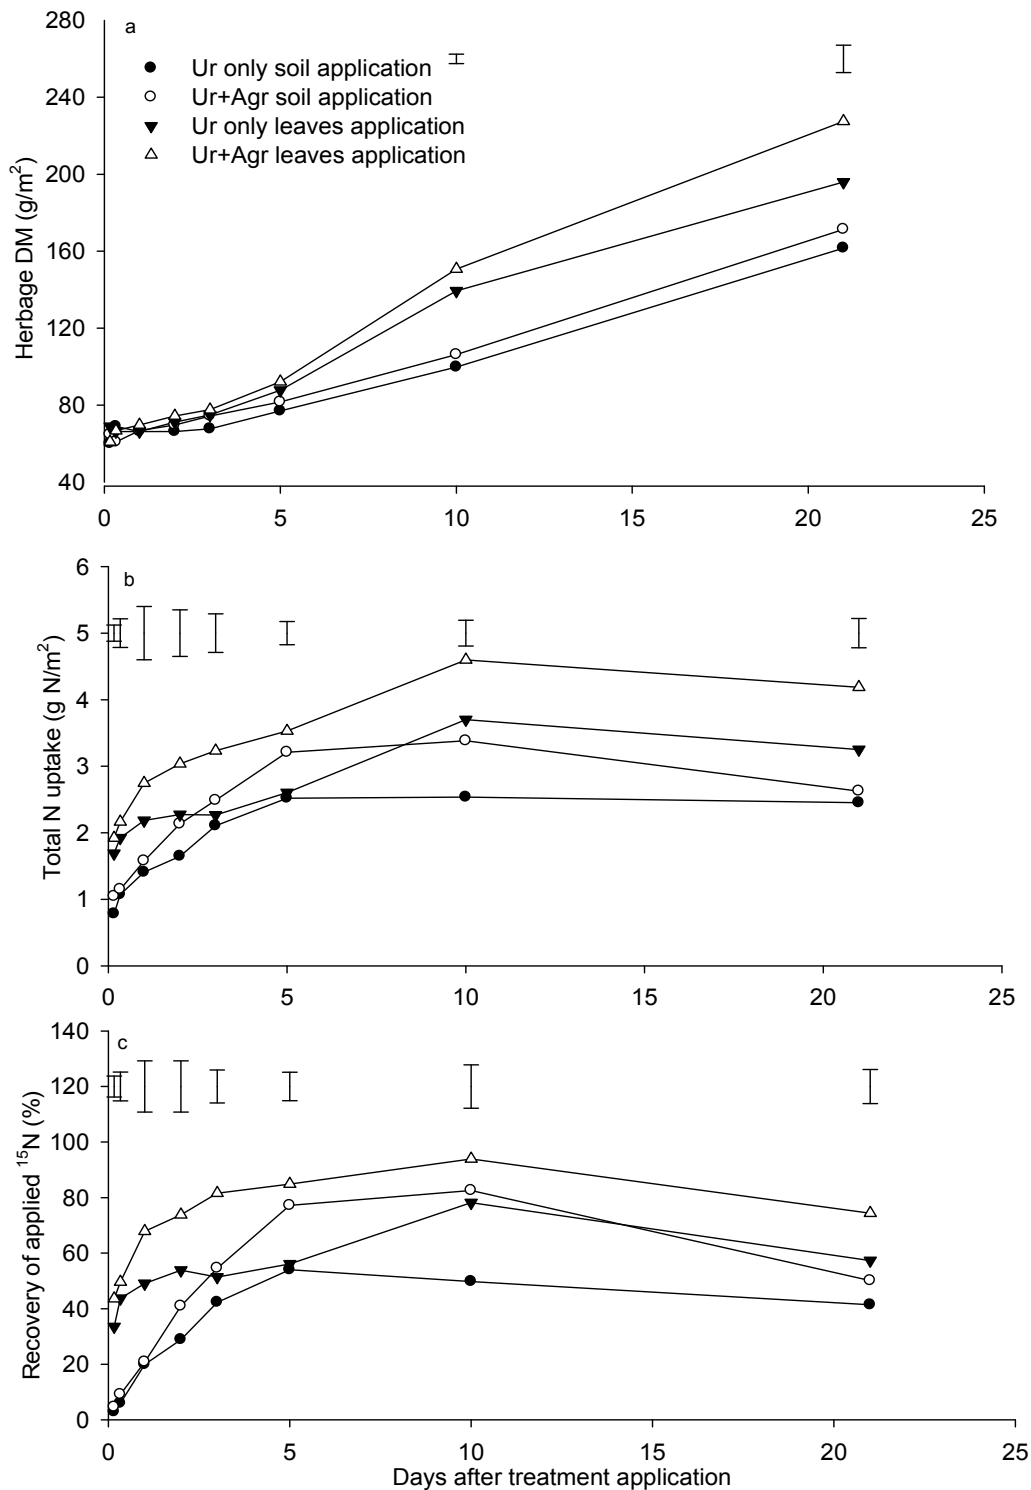 280
a
Ur only soil application
240
Ur+Agr soil application
Ur only leaves application
200
Ur+Agr leaves application
160
120
80
40
Herbage DM (g/m²)
0 5 10 15 20 25
6
b
5
4
3
2
1
0
Total N uptake (g N/m²)
0 5 10 15 20 25
140
c
120
100
80
60
40
20
0
Recovery of applied ¹⁵N (%)
0 5 10 15 20 25
Days after treatment application